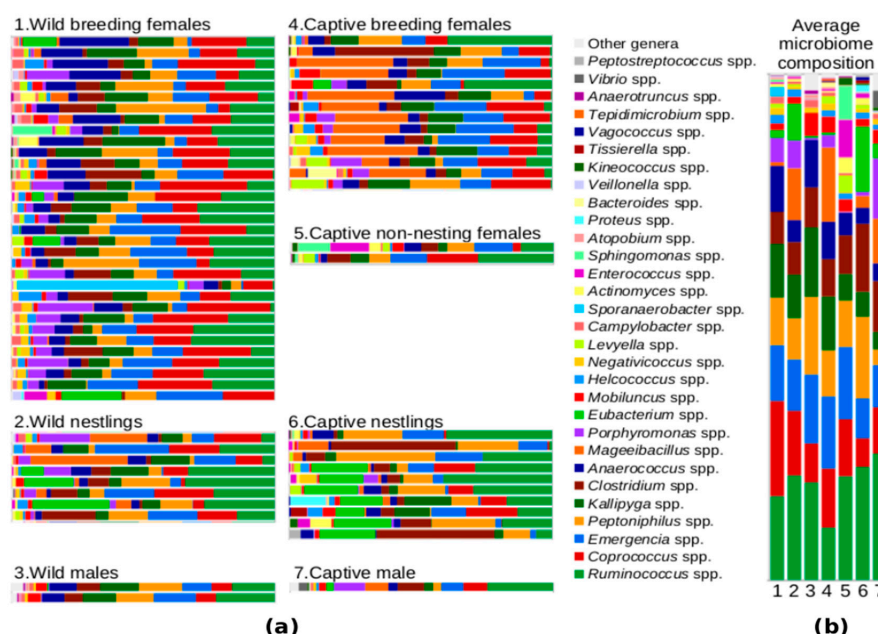 1.Wild breeding females
2.Wild nestlings
3.Wild males
4.Captive breeding females
5.Captive non-nesting females
6.Captive nestlings
7.Captive male
(a)
Other genera
Peptostreptococcus spp.
Vibrio spp.
Anaerotruncus spp.
Tepidimicrobium spp.
Vagococcus spp.
Tissierella spp.
Kineococcus spp.
Veilonella spp.
Bacteroides spp.
Proteus spp.
Atopobium spp.
Sphingomonas spp.
Enterococcus spp.
Actinomyces spp.
Sporanaerobacter spp.
Campylobacter spp.
Levyella spp.
Negativicoccus spp.
Helcococcus spp.
Mobiluncus spp.
Eubacterium spp.
Porphyromonas spp.
Mageeibacillus spp.
Anaerococcus spp.
Clostridium spp.
Kallipyga spp.
Peptoniphilus spp.
Emergencia spp.
Coprococcus spp.
Ruminococcus spp.
Average
microbiome
composition
1 2 3 4 5 6 7
(b)